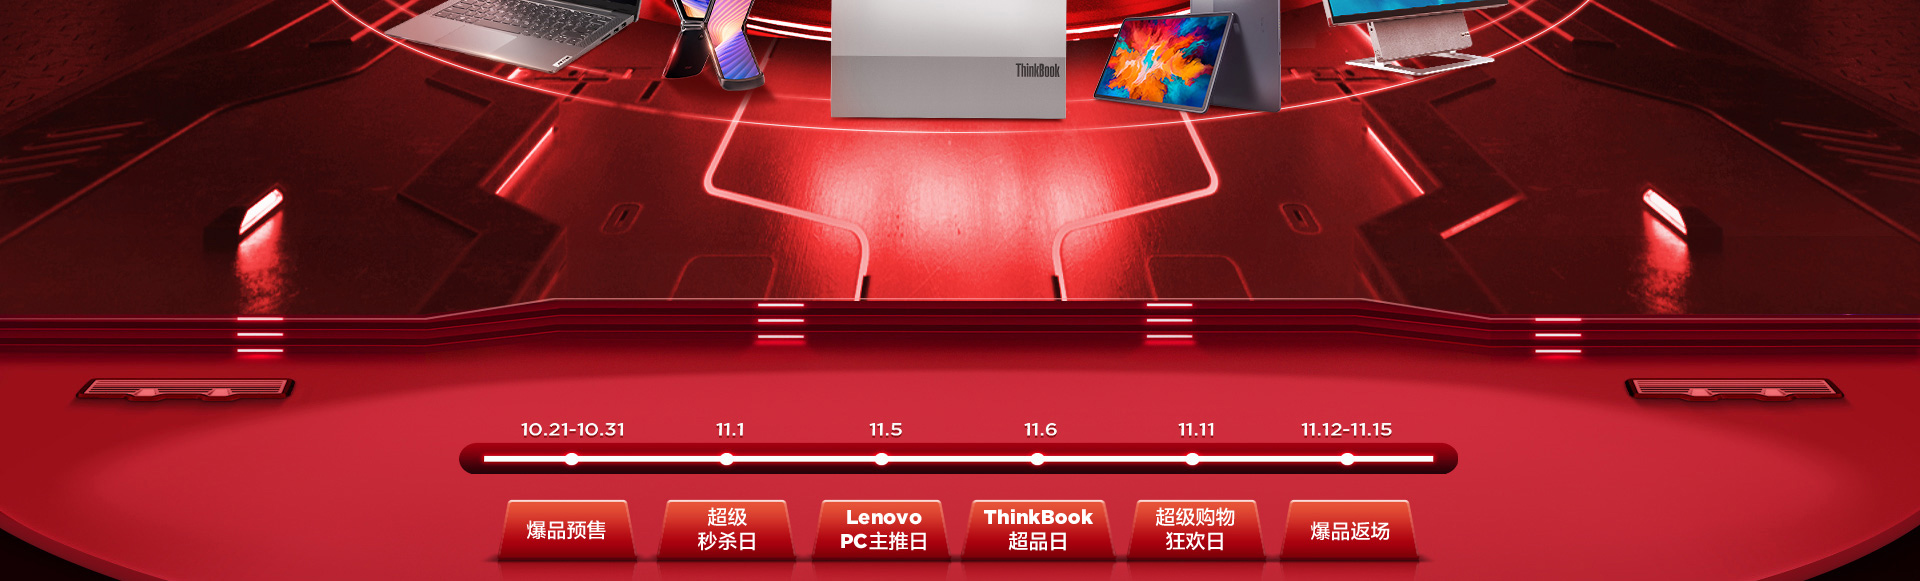 ThinkBook
10.21-10.31
11.1
11.5
11.6
11.11
11.12-11.15
爆品预售
超级
秒杀日
Lenovo
PC主推日
ThinkBook
超品日
超级购物
狂欢日
爆品返场